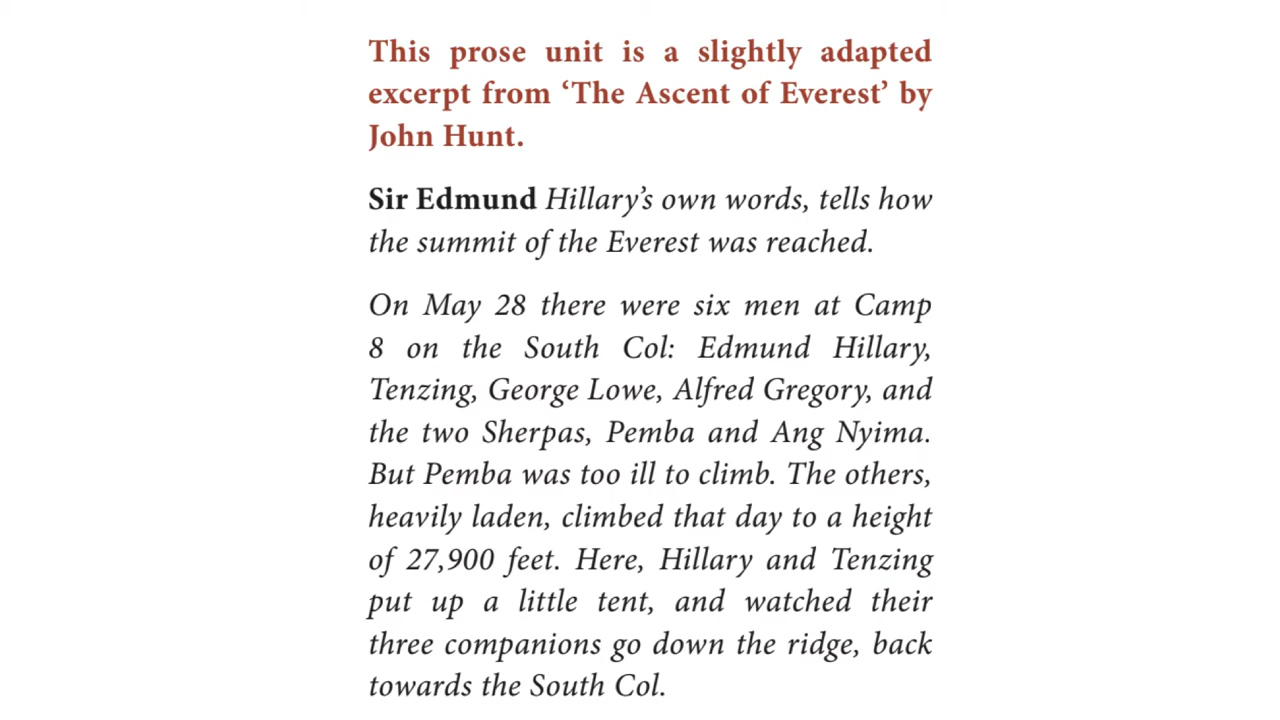 This prose unit is a slightly adapted
excerpt from ‘The Ascent of Everest’ by
John Hunt.
Sir Edmund Hillary’s own words, tells how
the summit of the Everest was reached.
On May 28 there were six men at Camp
8 on the South Col: Edmund Hillary,
Tenzing, George Lowe, Alfred Gregory, and
the two Sherpas, Pemba and Ang Nyima.
But Pemba was too ill to climb. The others,
heavily laden, climbed that day to a height
of 27,900 feet. Here, Hillary and Tenzing
put up a little tent, and watched their
three companions go down the ridge, back
towards the South Col.